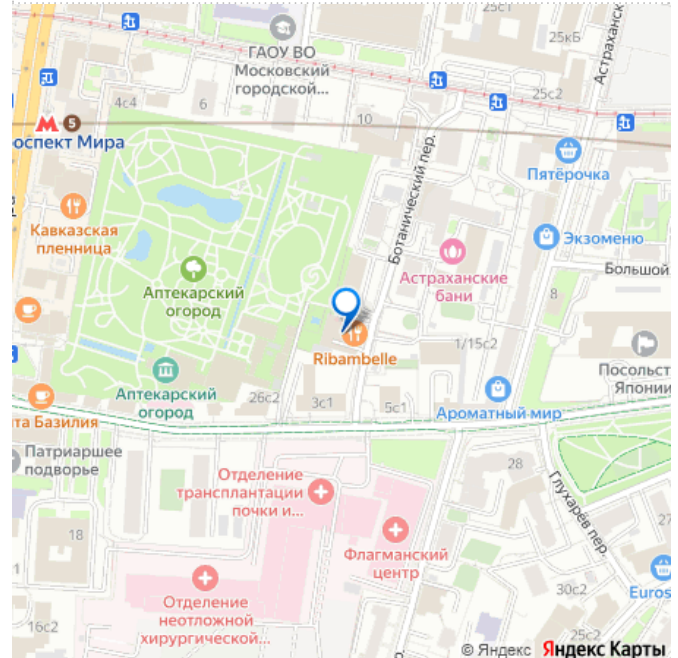 25с1
25кБ
ГАОУ ВО
Московский
городской...
Астраханск
4с4
6
25с2
10
5
роспект Мира
Ботанический пер.
Пятёрочка
Кавказская
пленница
Экзоменю
Астраханские
бани
Большой
Аптекарский
огород
8
Ribambelle
1/15с2
Посольст
Японии
Аптекарский
огород
26с2
3с1
5с1
Ароматный мир
та Базилия
Патриаршее
подворье
Отделение
трансплантации
почки и...
28
Глухарёв пер.
27
18
Флагманский
центр
Отделение
неотложной
хирургической...
30с2
Euros
16с2
25с2
© Яндекс Яндекс Карты